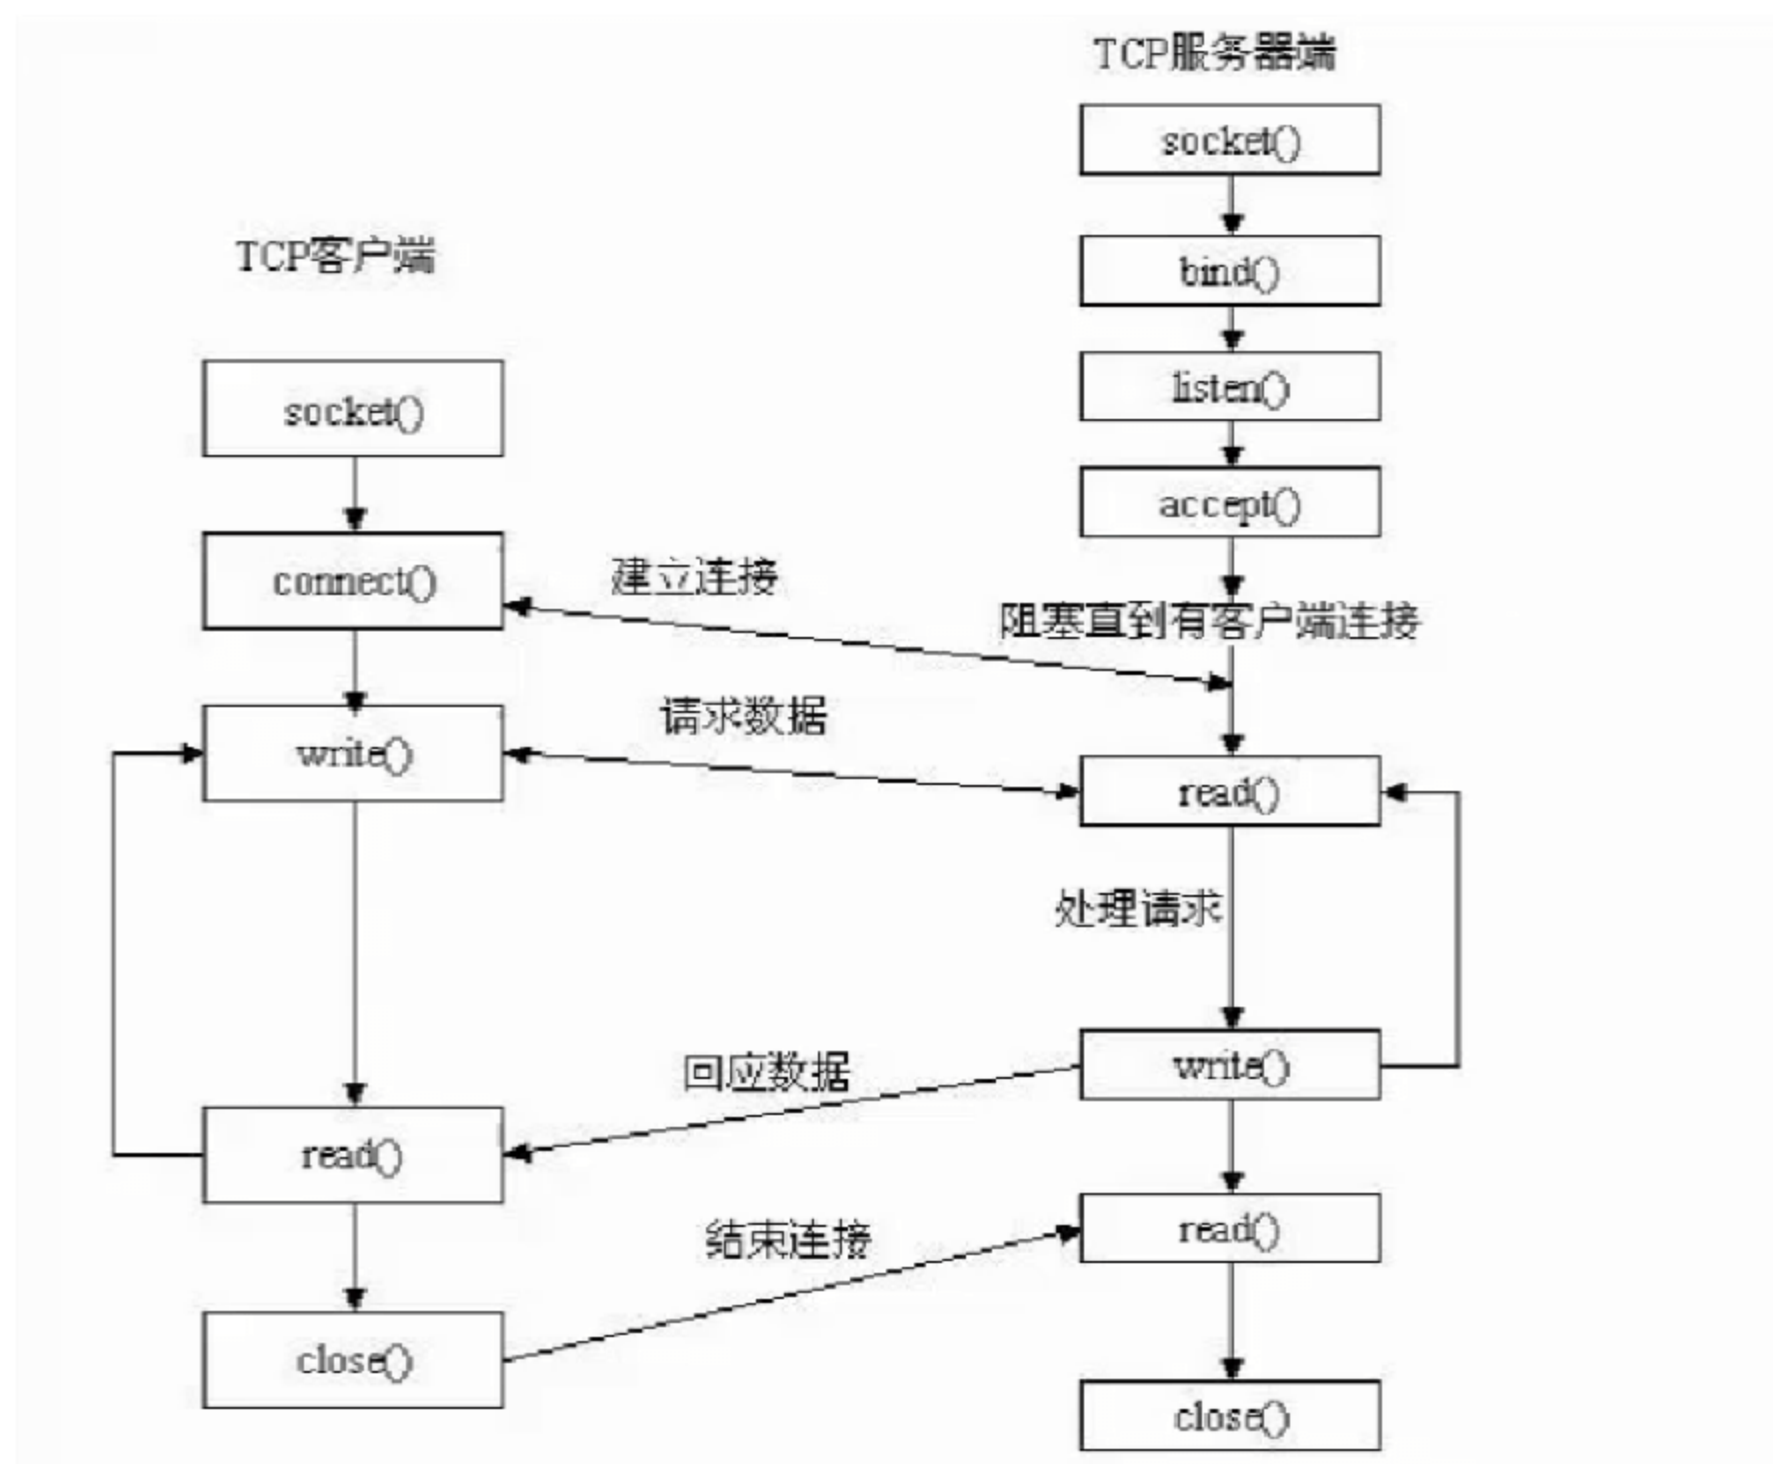 TCP服务器端
socket()
bind()
TCP客户端
listen()
socket()
accept()
connect()
建立连接
阻塞直到有客户端连接
请求数据
write()
read()
处理请求
回应数据
write()
read()
结束连接
read()
close()
close()